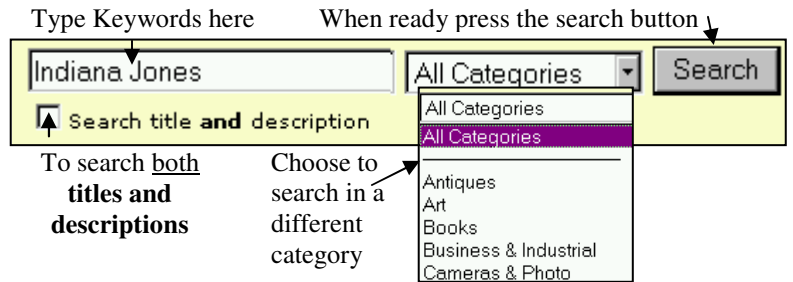 Type Keywords here
When ready press the search button
Indiana Jones
All Categories
Search
Search title and description
All Categories
All Categories
Antiques
Art
Books
Business & Industrial
Cameras & Photo
To search both
titles and
descriptions
Choose to
search in a
different
category